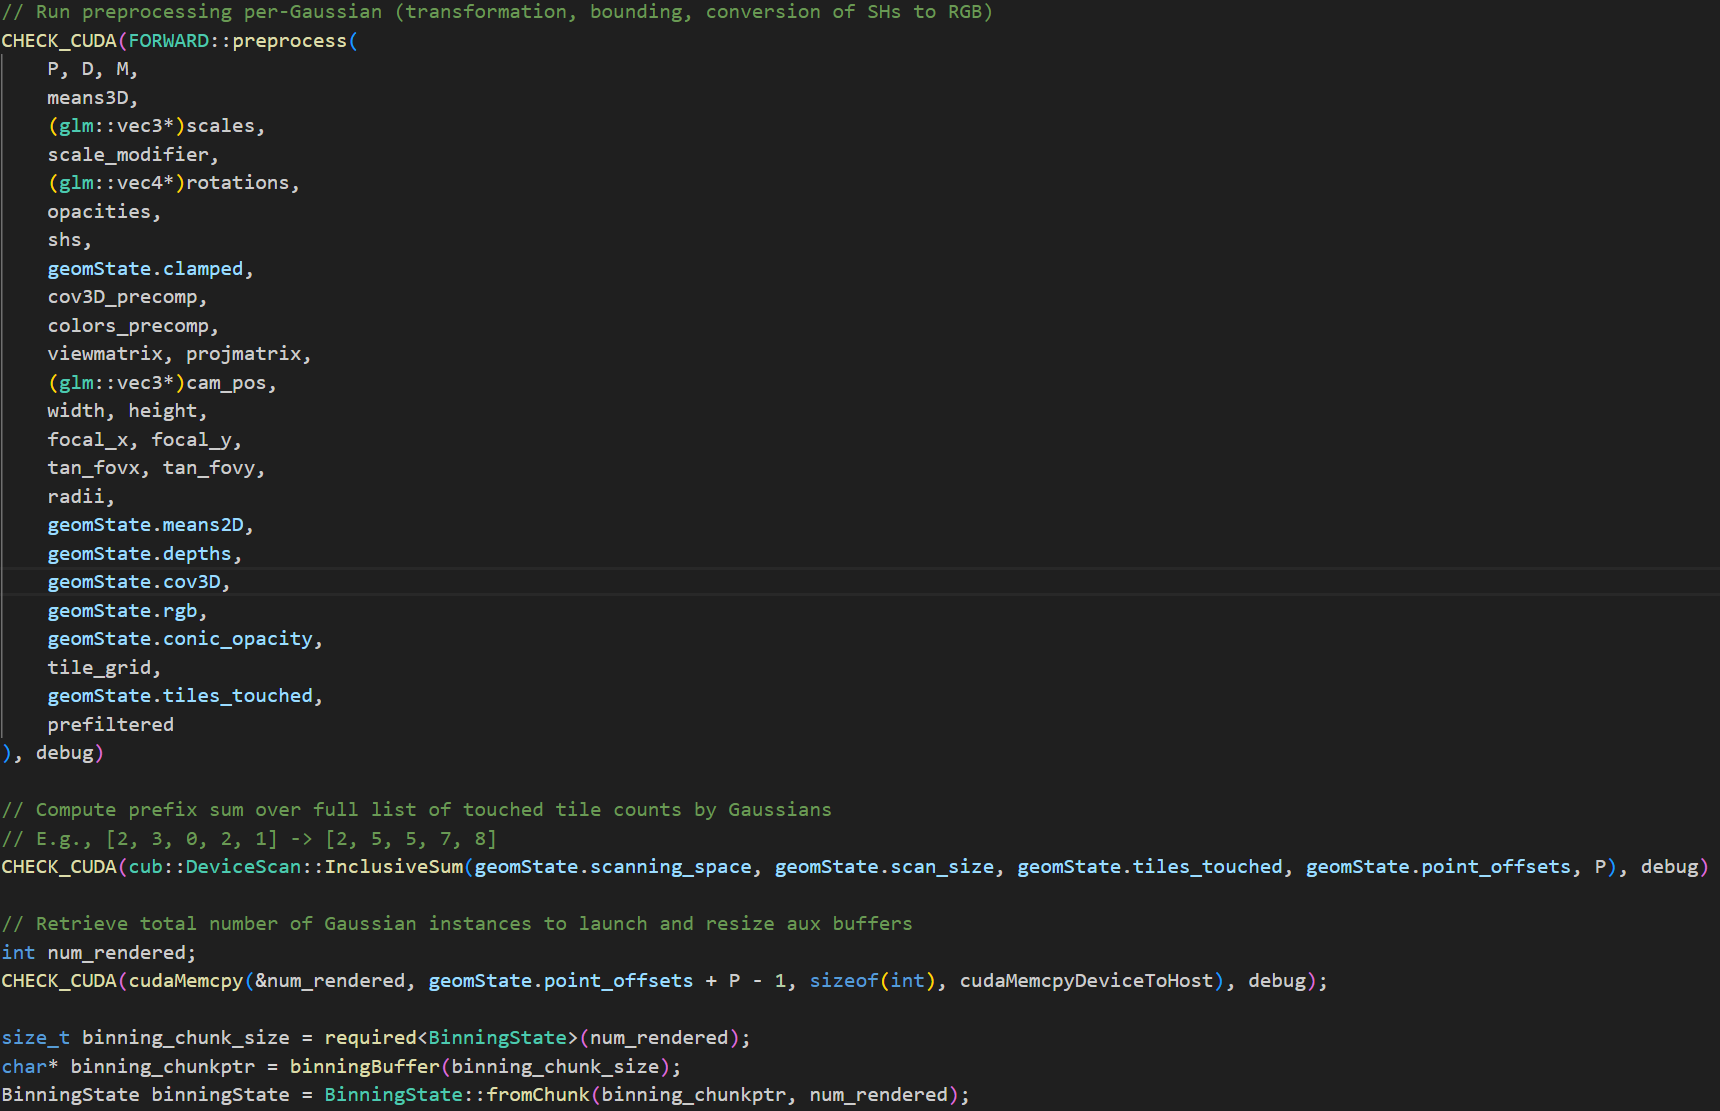 // Run preprocessing per-Gaussian (transformation, bounding, conversion of SHs to RGB)
CHECK_CUDA(FORWARD::preprocess(
    P, D, M,
    means3D,
    (glm::vec3*)scales,
    scale_modifier,
    (glm::vec4*)rotations,
    opacities,
    shs,
    geomState.clamped,
    cov3D_precomp,
    colors_precomp,
    viewmatrix, projmatrix,
    (glm::vec3*)cam_pos,
    width, height,
    focal_x, focal_y,
    tan_fovx, tan_fovy,
    radii,
    geomState.means2D,
    geomState.depths,
    geomState.cov3D,
    geomState.rgb,
    geomState.conic_opacity,
    tile_grid,
    geomState.tiles_touched,
    prefiltered
), debug)

// Compute prefix sum over full list of touched tile counts by Gaussians
// E.g., [2, 3, 0, 2, 1] -> [2, 5, 5, 7, 8]
CHECK_CUDA(cub::DeviceScan::InclusiveSum(geomState.scanning_space, geomState.scan_size, geomState.tiles_touched, geomState.point_offsets, P), debug)

// Retrieve total number of Gaussian instances to launch and resize aux buffers
int num_rendered;
CHECK_CUDA(cudaMemcpy(&num_rendered, geomState.point_offsets + P - 1, sizeof(int), cudaMemcpyDeviceToHost), debug);

size_t binning_chunk_size = required<BinningState>(num_rendered);
char* binning_chunkptr = binningBuffer(binning_chunk_size);
BinningState binningState = BinningState::fromChunk(binning_chunkptr, num_rendered);